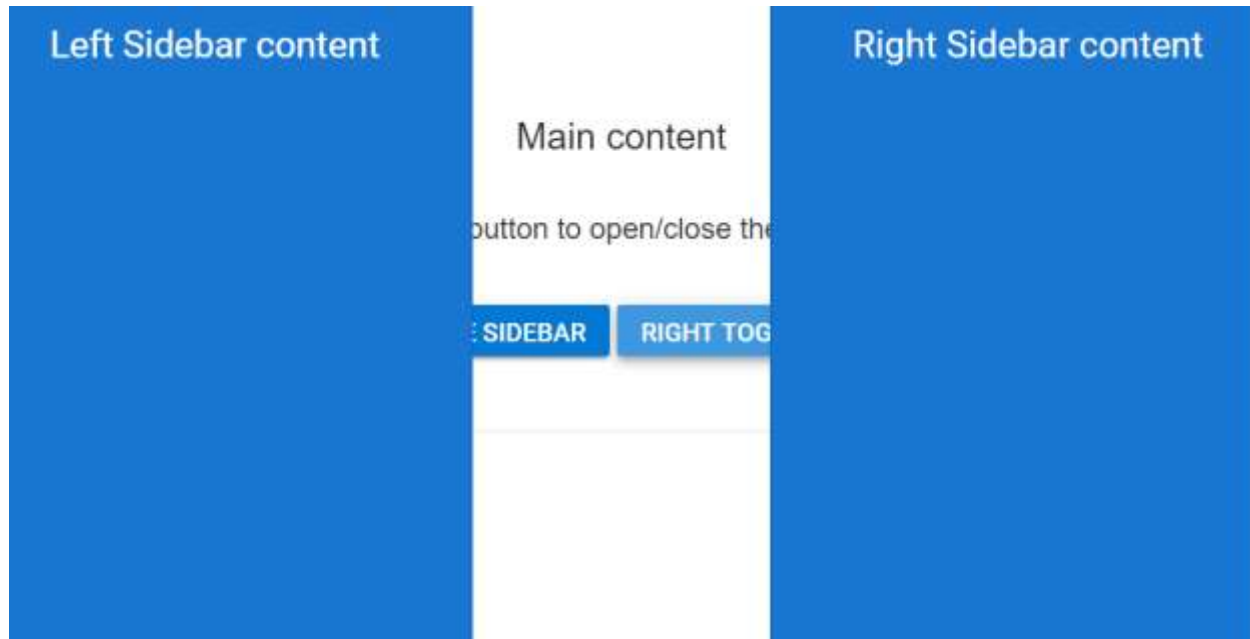 Left Sidebar content
Right Sidebar content
Main content
button to open/close the
SIDEBAR
RIGHT TOG